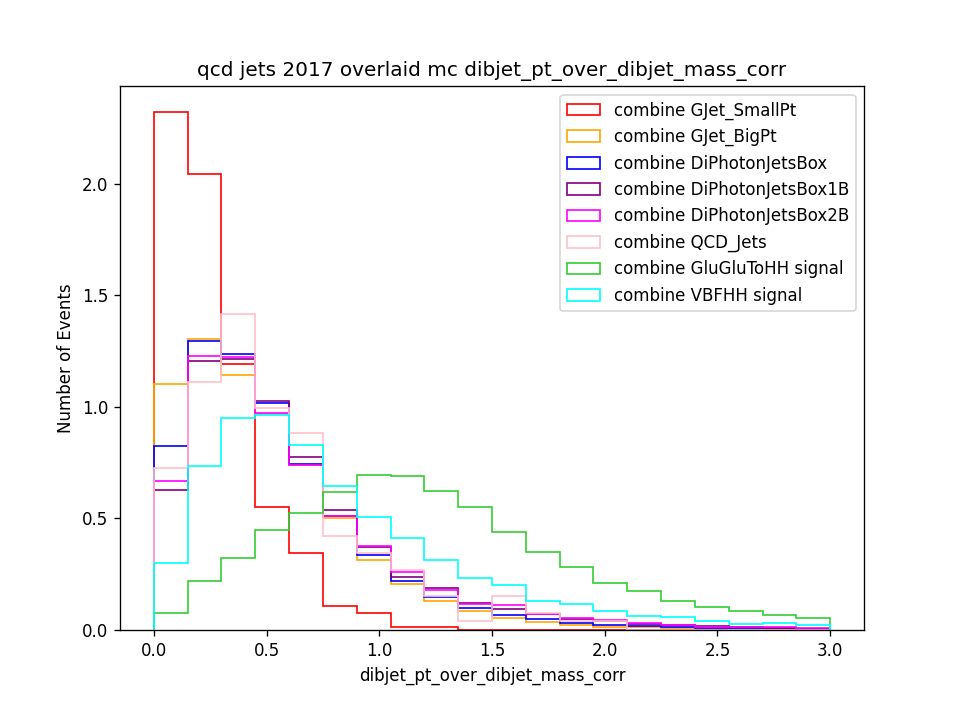 qcd jets 2017 overlaid mc dibjet_pt_over_dibjet_mass_corr
combine GJet_SmallPt
combine GJet_BigPt
combine DiPhotonJetsBox
combine DiPhotonJetsBox1B
combine DiPhotonJetsBox2B
combine QCD_Jets
combine GluGluToHH signal
combine VBFHH signal
Number of Events
2.0
1.5
1.0
0.5
0.0
0.0 0.5 1.0 1.5 2.0 2.5 3.0
dibjet_pt_over_dibjet_mass_corr